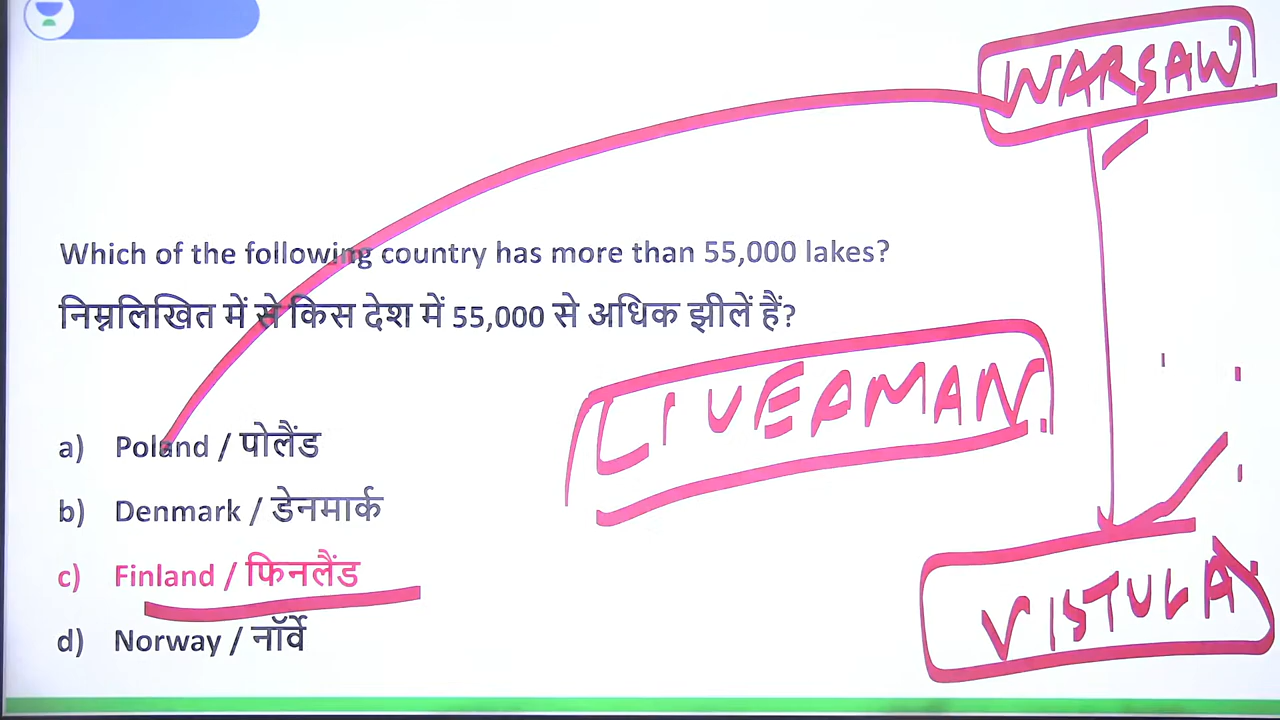 WARSAW
Which of the following country has more than 55,000 lakes?
निम्नलिखित में से किस देश में 55,000 से अधिक झीलें हैं?
LIVEAMAN
a) Poland / पोलैंड
b) Denmark / डेनमार्क
c) Finland / फिनलैंड
d) Norway / नॉर्वे
VISTULA